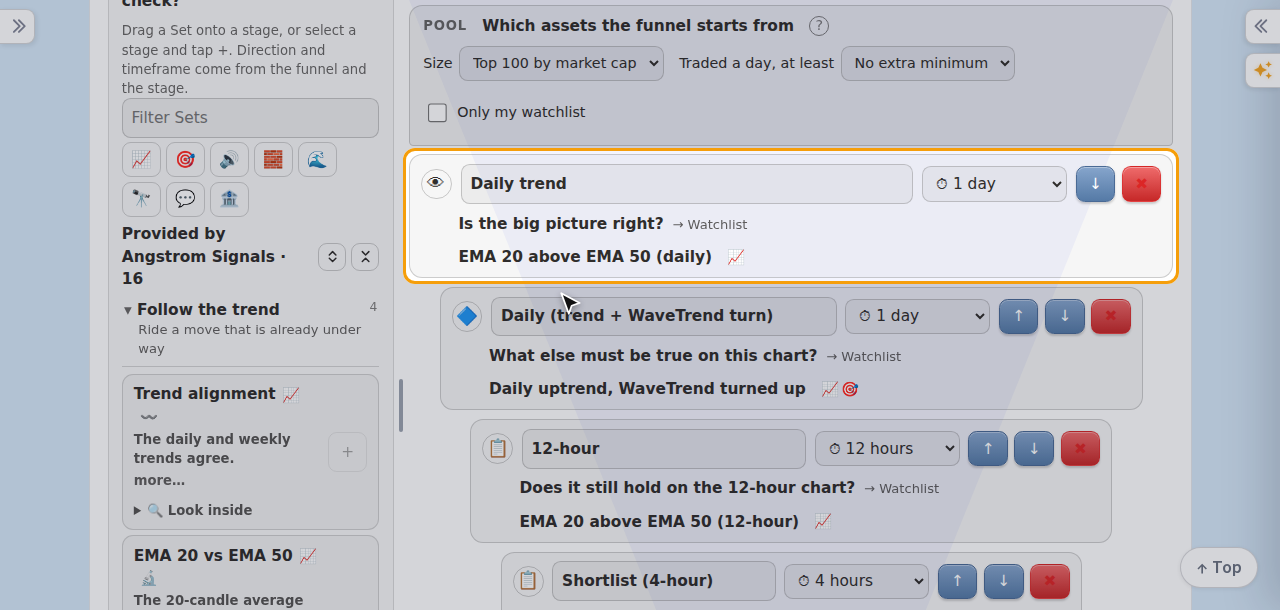 check?
Drag a Set onto a stage, or select a
stage and tap +. Direction and
timeframe come from the funnel and
the stage.
Filter Sets
Provided by
Angstrom Signals ·
16
▾ Follow the trend 4
Ride a move that is already under
way
Trend alignment
The daily and weekly
trends agree.
more…
+
▸ Look inside
EMA 20 vs EMA 50
The 20-candle average
POOL Which assets the funnel starts from ?
Size Top 100 by market cap Traded a day, at least No extra minimum
Only my watchlist
Daily trend ⏱ 1 day ↓ ✖
Is the big picture right? → Watchlist
EMA 20 above EMA 50 (daily)
Daily (trend + WaveTrend turn) ⏱ 1 day ↑ ↓ ✖
What else must be true on this chart? → Watchlist
Daily uptrend, WaveTrend turned up
12-hour ⏱ 12 hours ↑ ↓ ✖
Does it still hold on the 12-hour chart? → Watchlist
EMA 20 above EMA 50 (12-hour)
Shortlist (4-hour) ⏱ 4 hours ↑ ↓ ✖
↑ Top